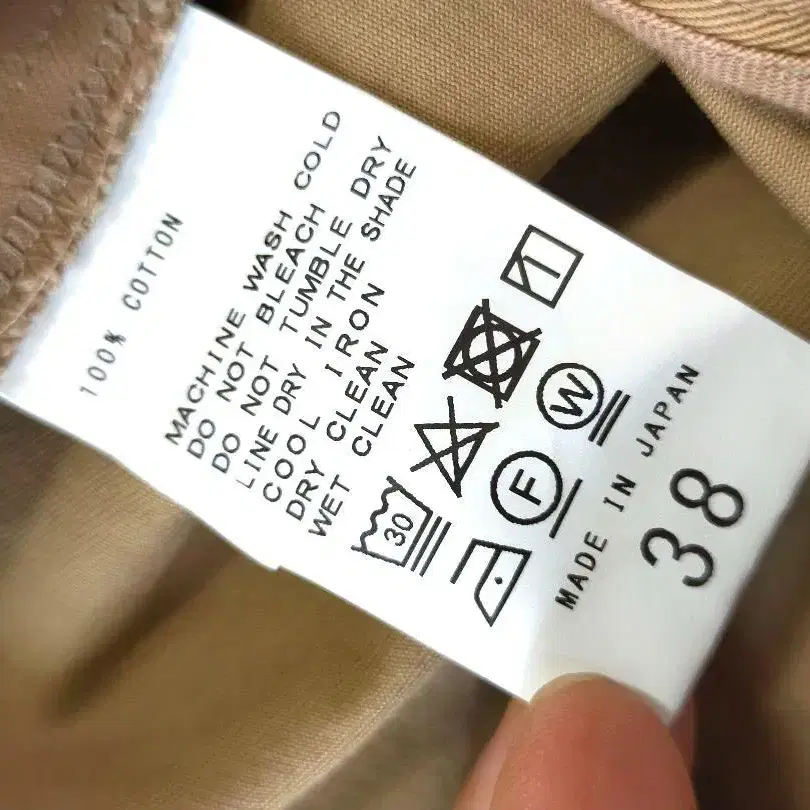 100% COTTON
MACHINE WASH COLD
DO NOT BLEACH
DO NOT TUMBLE DRY
LINE DRY IN THE SHADE
COOL IRON
DRY CLEAN
WET CLEAN
30
F
W
MADE IN JAPAN
38